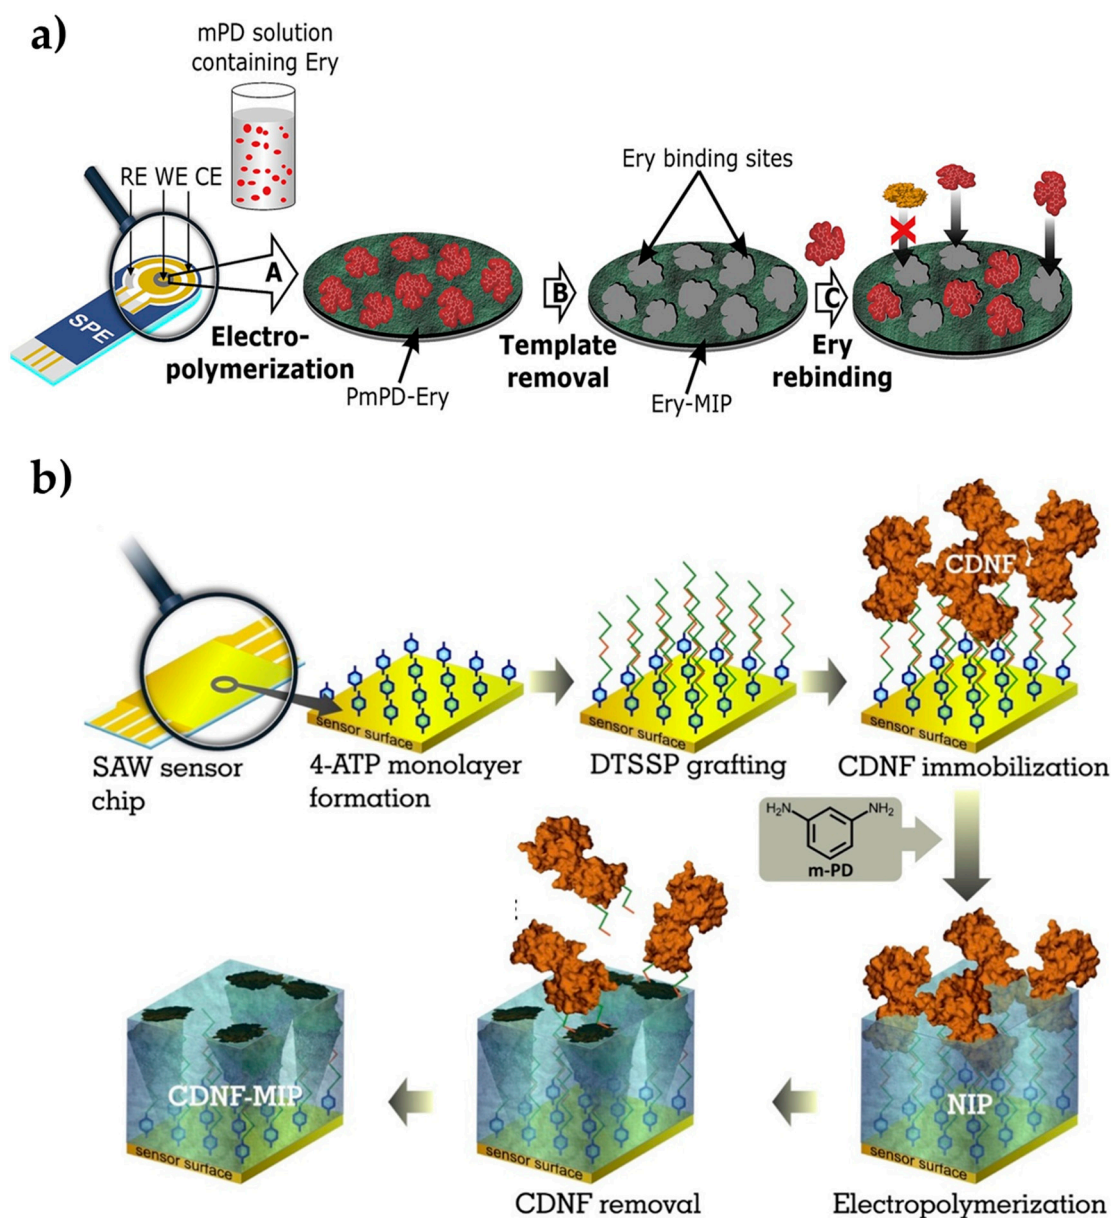 a)
mPD solution
containing Ery
RE WE CE
SPE
A
Electro-
polymerization
PmPD-Ery
B
Template
removal
Ery binding sites
Ery-MIP
C
Ery
rebinding
b)
SAW sensor
chip
sensor surface
4-ATP monolayer
formation
sensor surface
DTSSP grafting
CDNF
sensor surface
CDNF immobilization
H₂N
NH₂
m-PD
NIP
sensor surface
Electropolymerization
sensor surface
CDNF removal
CDNF-MIP
sensor surface